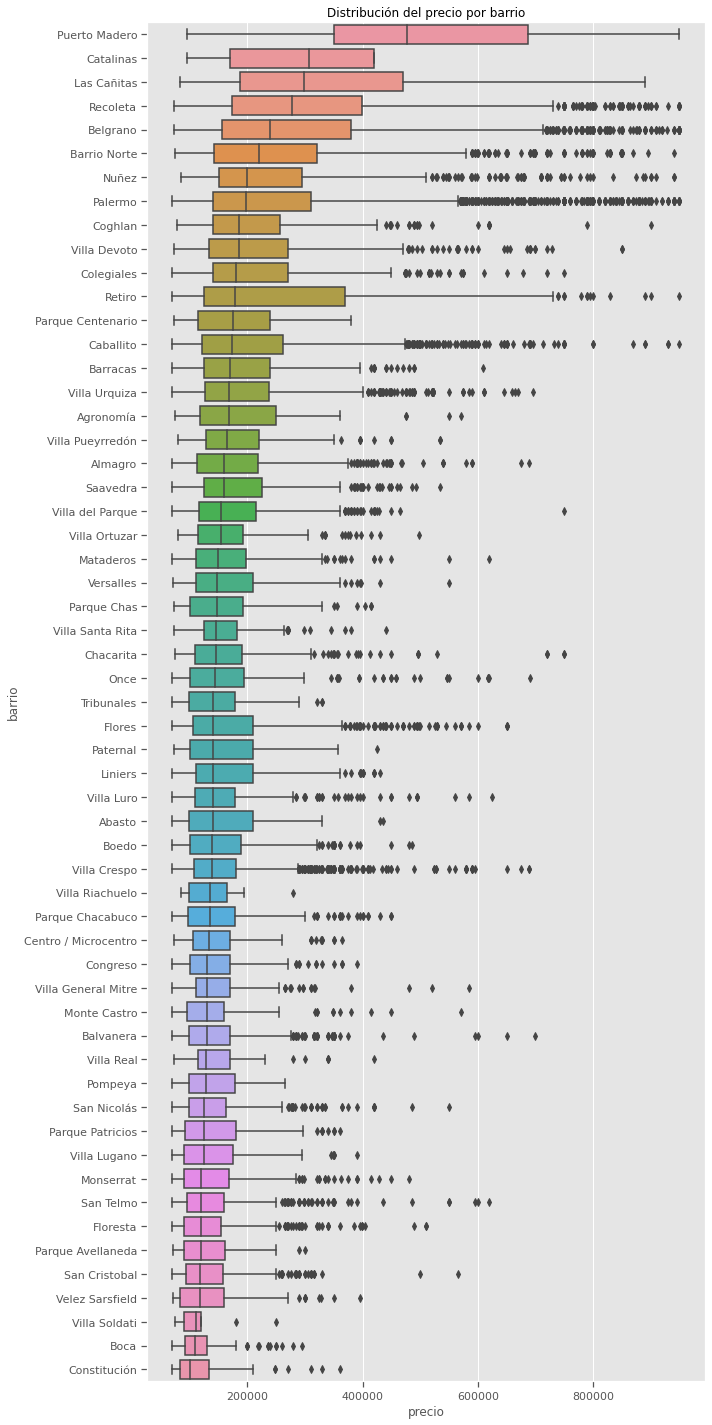 Distribución del precio por barrio
Puerto Madero
Catalinas
Las Cañitas
Recoleta
Belgrano
Barrio Norte
Nuñez
Palermo
Coghlan
Villa Devoto
Colegiales
Retiro
Parque Centenario
Caballito
Barracas
Villa Urquiza
Agronomía
Villa Pueyrredón
Almagro
Saavedra
Villa del Parque
Villa Ortuzar
Mataderos
Versalles
Parque Chas
Villa Santa Rita
Chacarita
Once
Tribunales
Flores
Paternal
Liniers
Villa Luro
Abasto
Boedo
Villa Crespo
Villa Riachuelo
Parque Chacabuco
Centro / Microcentro
Congreso
Villa General Mitre
Monte Castro
Balvanera
Villa Real
Pompeya
San Nicolás
Parque Patricios
Villa Lugano
Monserrat
San Telmo
Floresta
Parque Avellaneda
San Cristobal
Velez Sarsfield
Villa Soldati
Boca
Constitución
barrio
200000 400000 600000 800000
precio